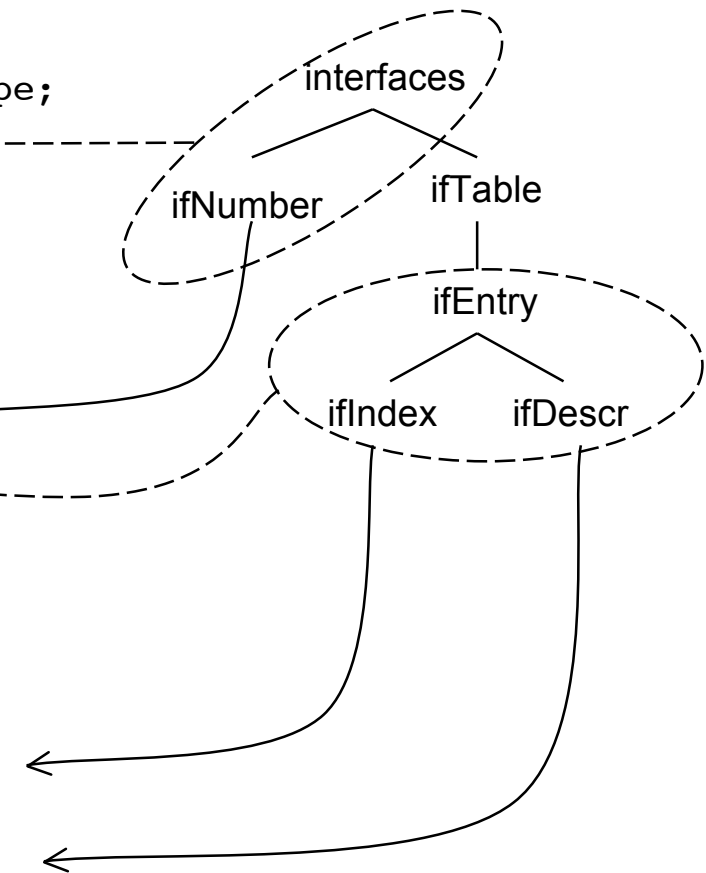 interfaces
pe;
ifTable
ifNumber
ifEntry
ifIndex ifDescr